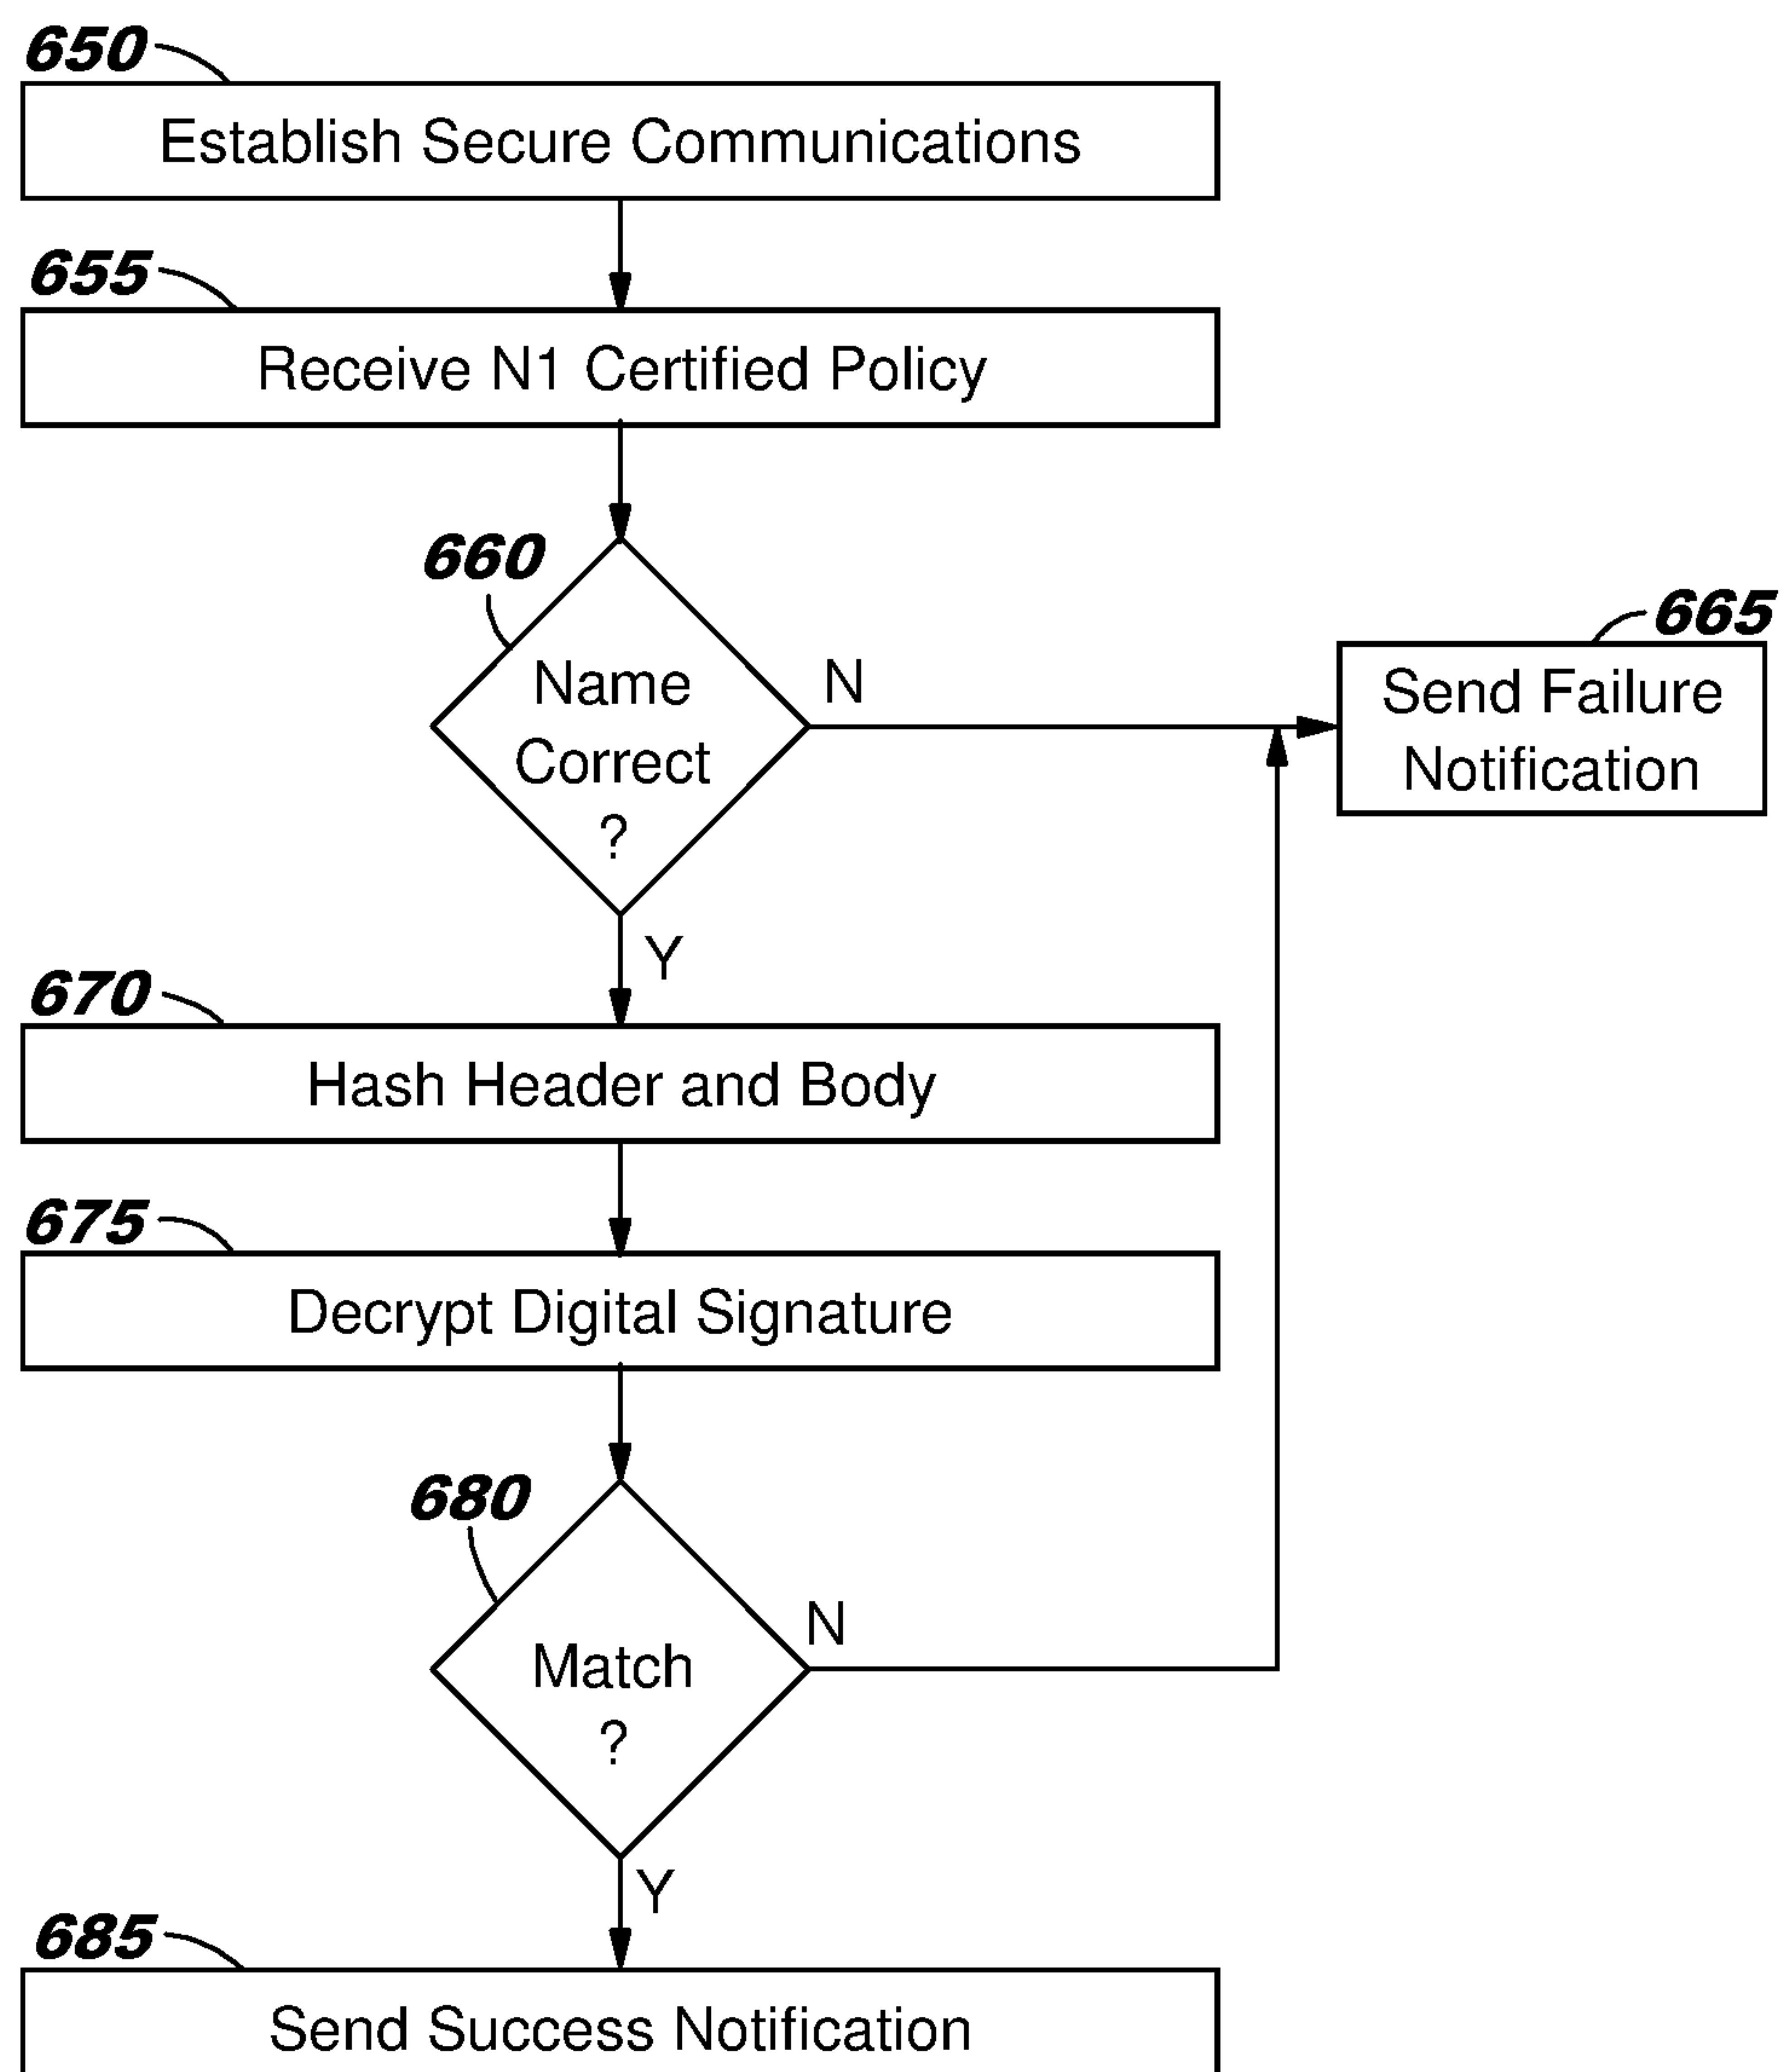 650
Establish Secure Communications
655
Receive N1 Certified Policy
660
Name
Correct
?
N
665
Send Failure
Notification
Y
670
Hash Header and Body
675
Decrypt Digital Signature
680
Match
?
N
Y
685
Send Success Notification